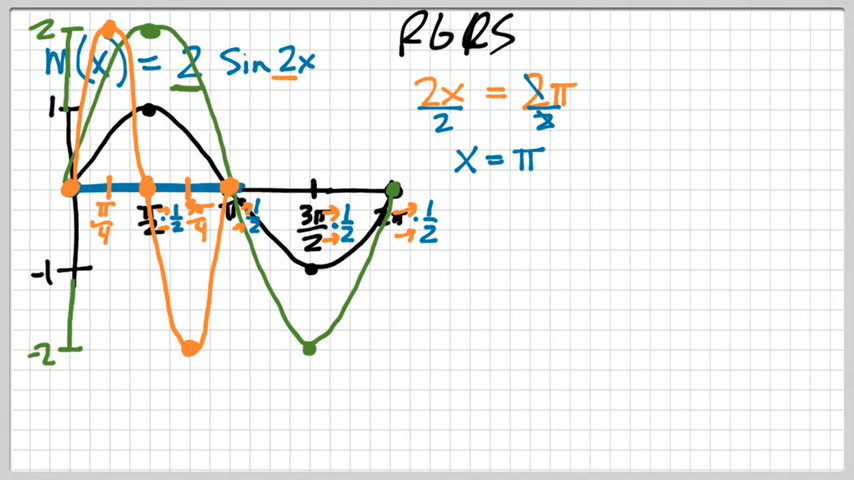 RGRS
2
M(x) = 2 Sin 2x
2x/2 = 2π/2
1
x = π
π/4
π/2 · 1/2
3π/4
π · 1/2
3π/2 · 1/2
2π · 1/2
-1
-2